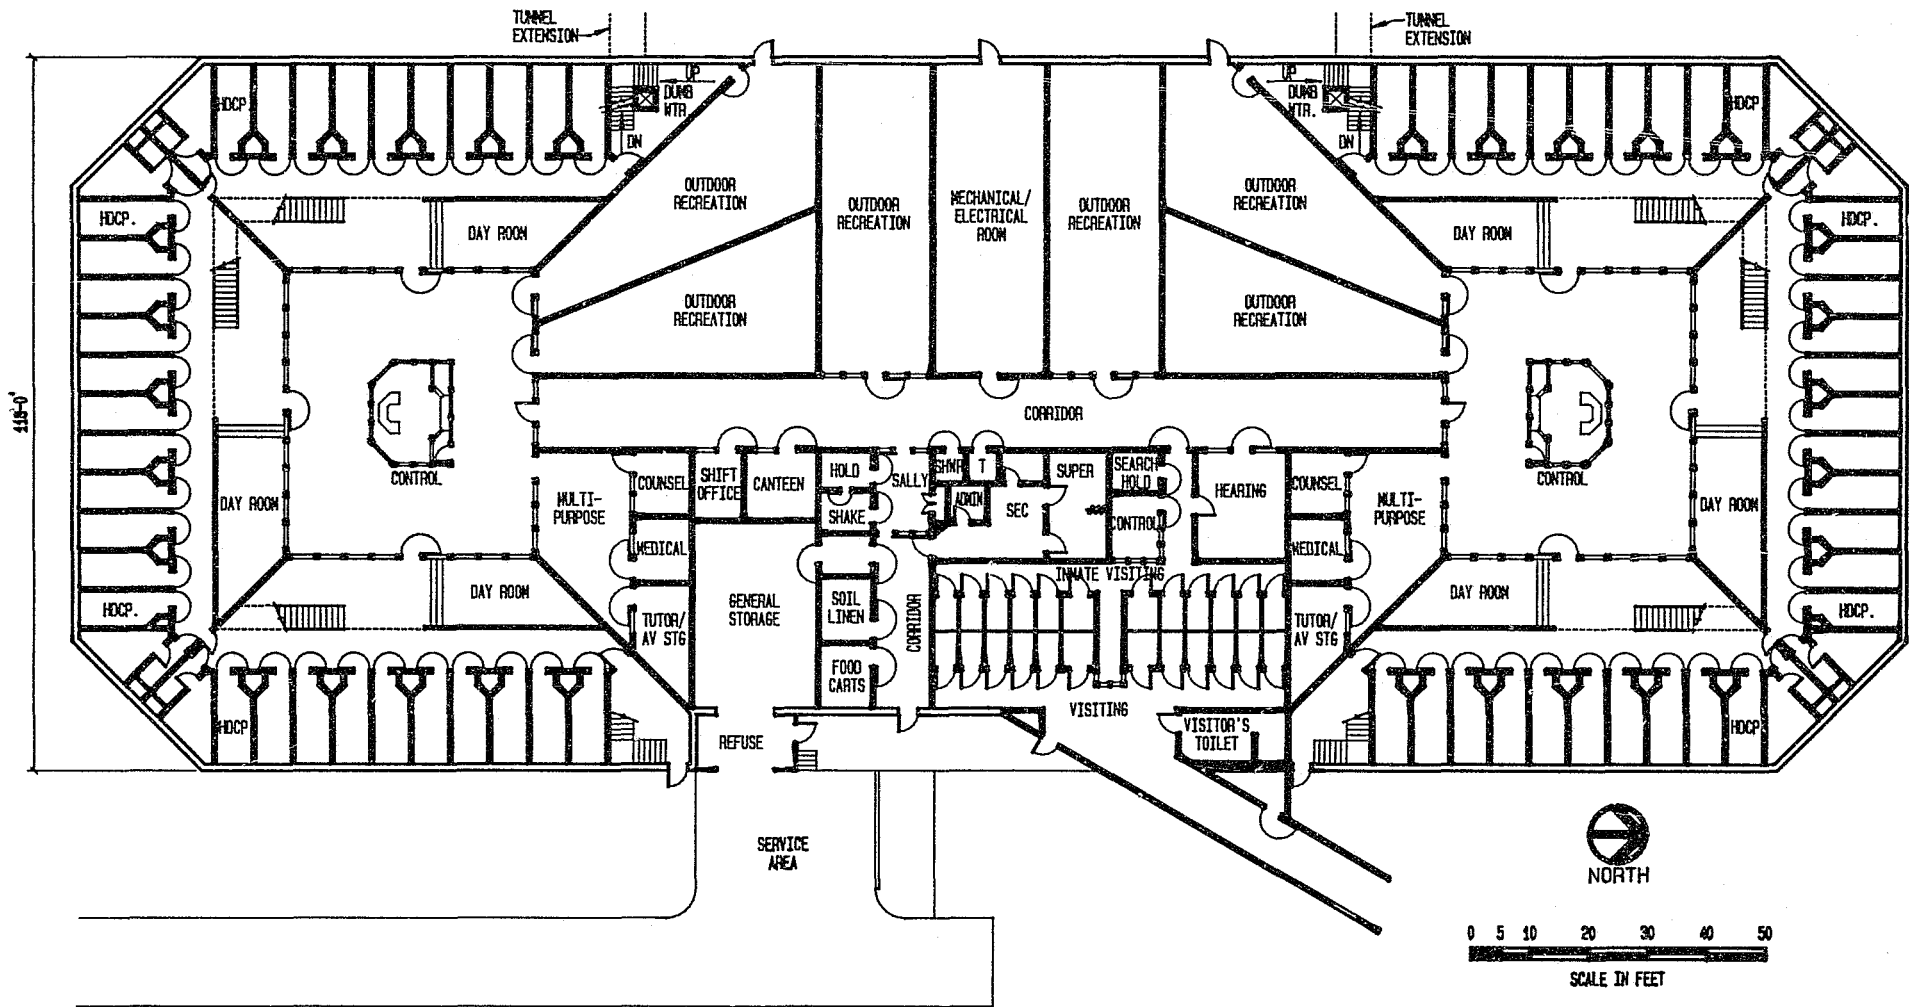 TUNNEL
EXTENSION
TUNNEL
EXTENSION
UP
DUMB
WTR.
DN
UP
DUMB
WTR.
DN
HDCP.
HDCP
HDCP.
HDCP.
OUTDOOR
RECREATION
OUTDOOR
RECREATION
MECHANICAL/
ELECTRICAL
ROOM
OUTDOOR
RECREATION
OUTDOOR
RECREATION
DAY ROOM
DAY ROOM
OUTDOOR
RECREATION
OUTDOOR
RECREATION
CORRIDOR
CONTROL
CONTROL
DAY ROOM
DAY ROOM
MULTI-
PURPOSE
COUNSEL
SHIFT
OFFICE
CANTEEN
HOLD
SHAKE
SALLY
SHWR
T
ADMIN
SEC
SUPER
SEARCH
HOLD
CONTROL
HEARING
COUNSEL
MULTI-
PURPOSE
MEDICAL
MEDICAL
INMATE VISITING
DAY ROOM
DAY ROOM
HDCP.
HDCP.
GENERAL
STORAGE
SOIL
LINEN
CORRIDOR
TUTOR/
AV STG
TUTOR/
AV STG
FOOD
CARTS
VISITING
HDCP
HDCP
REFUSE
VISITOR'S
TOILET
SERVICE
AREA
NORTH
0 5 10 20 30 40 50
SCALE IN FEET